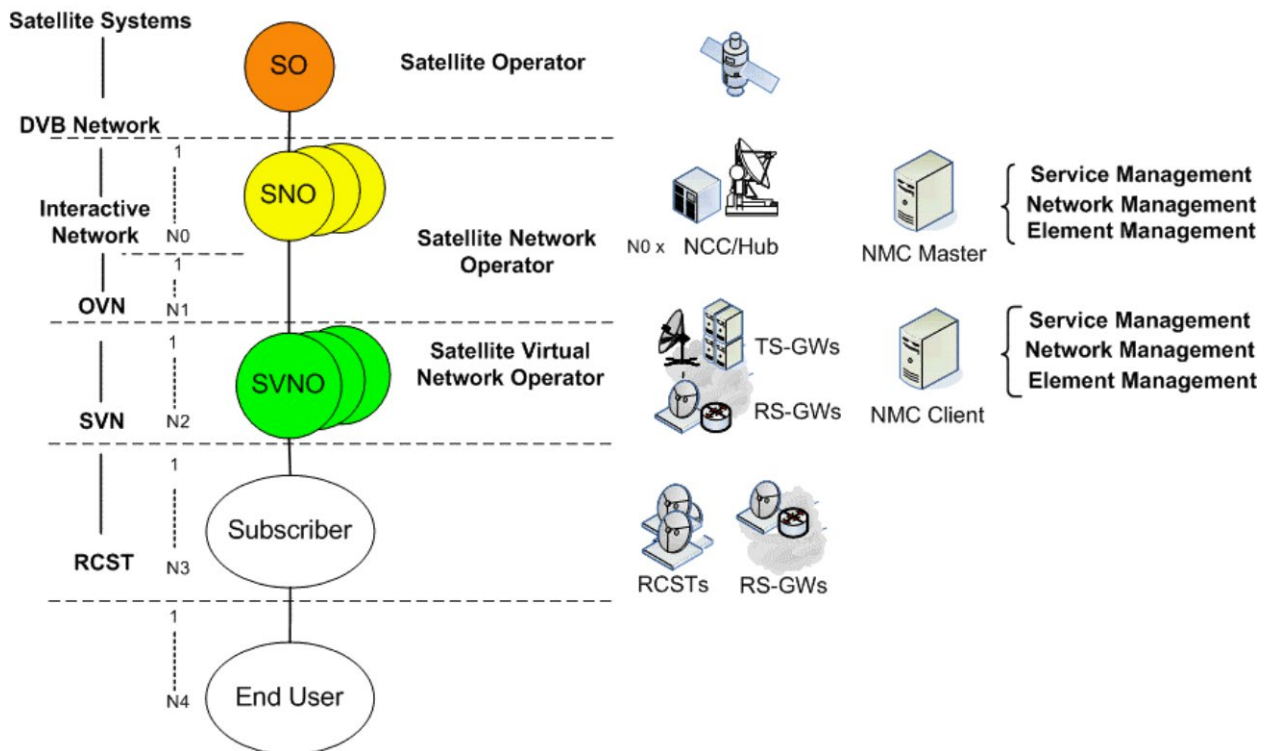 Satellite Systems
SO
Satellite Operator
DVB Network
1
SNO
Interactive
Network
N0
Satellite Network
Operator
N0 x NCC/Hub
NMC Master
Service Management
Network Management
Element Management
1
OVN
N1
1
SVNO
Satellite Virtual
Network Operator
SVN
N2
TS-GWs
RS-GWs
NMC Client
Service Management
Network Management
Element Management
1
Subscriber
RCST
N3
RCSTs
RS-GWs
1
End User
N4